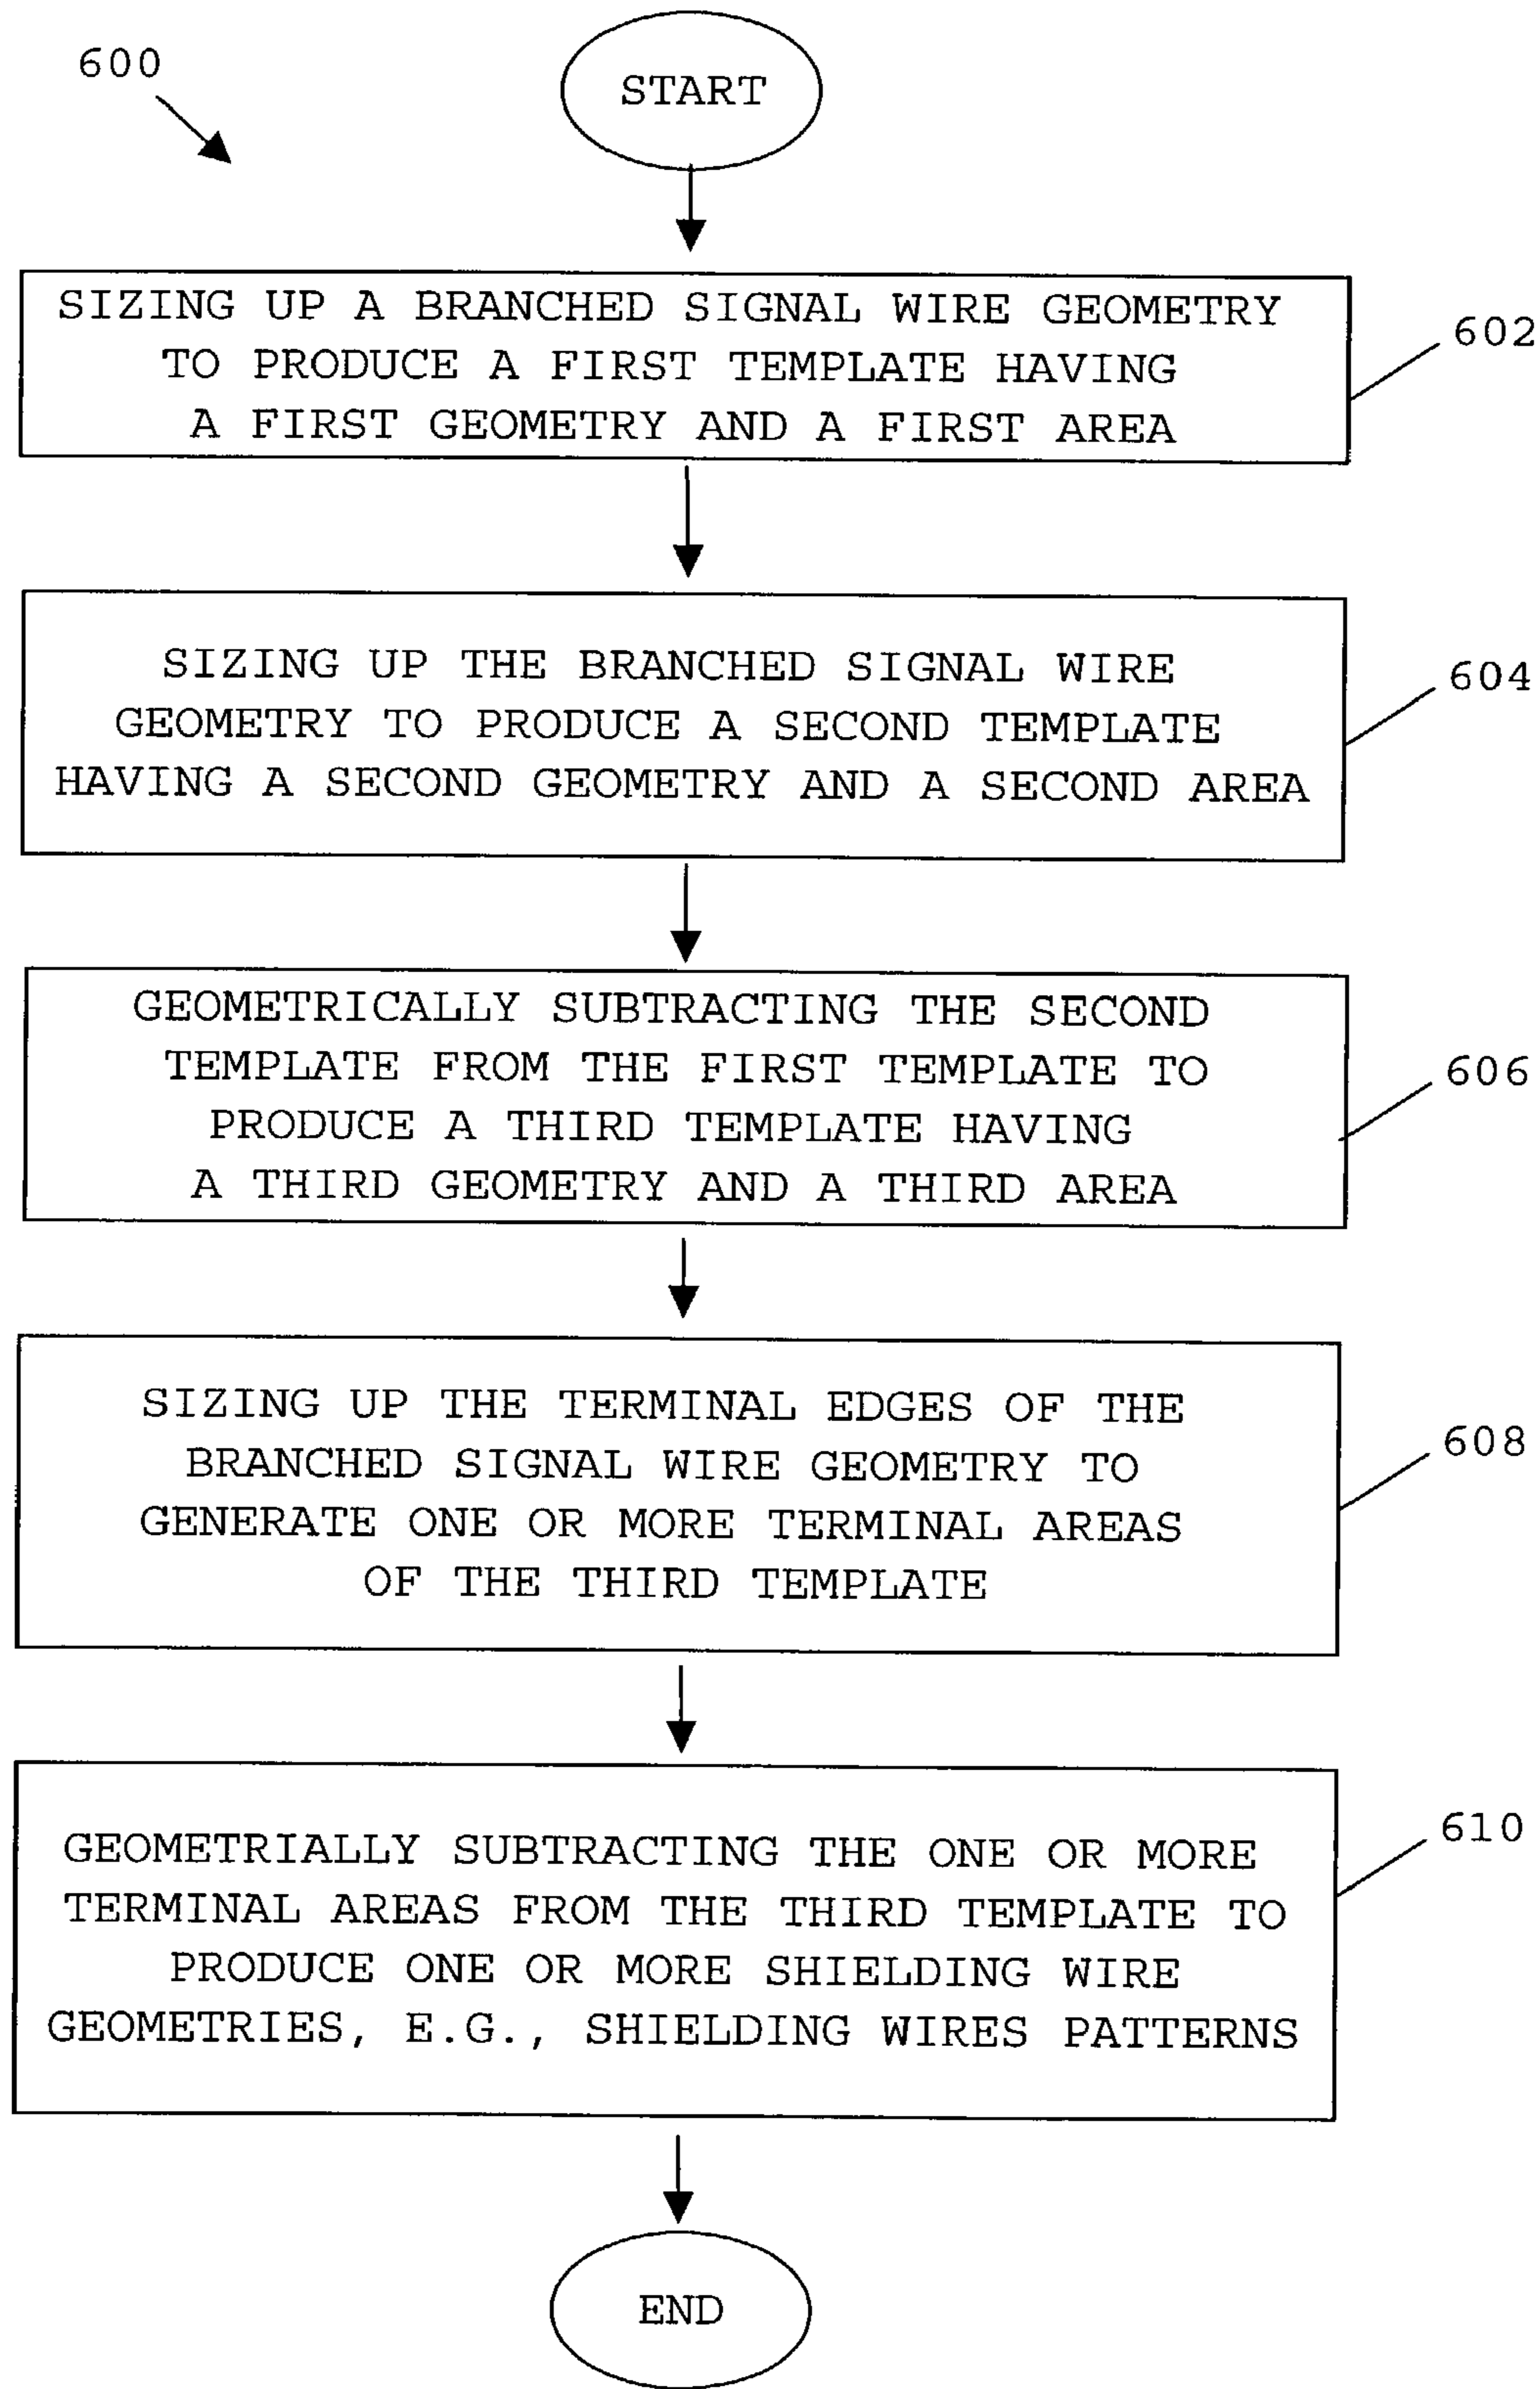 600
START
SIZING UP A BRANCHED SIGNAL WIRE GEOMETRY
TO PRODUCE A FIRST TEMPLATE HAVING
A FIRST GEOMETRY AND A FIRST AREA
602
SIZING UP THE BRANCHED SIGNAL WIRE
GEOMETRY TO PRODUCE A SECOND TEMPLATE
HAVING A SECOND GEOMETRY AND A SECOND AREA
604
GEOMETRICALLY SUBTRACTING THE SECOND
TEMPLATE FROM THE FIRST TEMPLATE TO
PRODUCE A THIRD TEMPLATE HAVING
A THIRD GEOMETRY AND A THIRD AREA
606
SIZING UP THE TERMINAL EDGES OF THE
BRANCHED SIGNAL WIRE GEOMETRY TO
GENERATE ONE OR MORE TERMINAL AREAS
OF THE THIRD TEMPLATE
608
GEOMETRIALLY SUBTRACTING THE ONE OR MORE
TERMINAL AREAS FROM THE THIRD TEMPLATE TO
PRODUCE ONE OR MORE SHIELDING WIRE
GEOMETRIES, E.G., SHIELDING WIRES PATTERNS
610
END